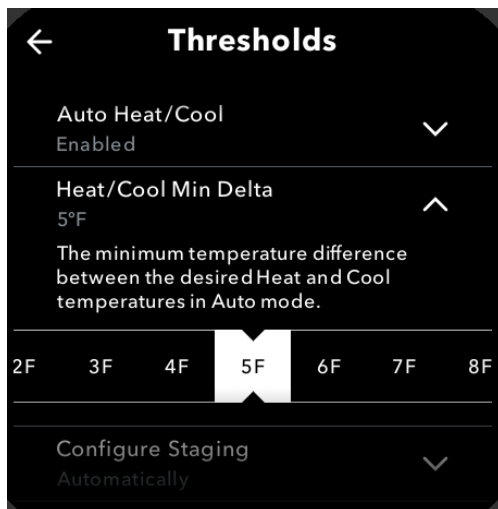 Thresholds
Auto Heat/Cool
Enabled
Heat/Cool Min Delta
5°F
The minimum temperature difference
between the desired Heat and Cool
temperatures in Auto mode.
2F 3F 4F 5F 6F 7F 8F
Configure Staging
Automatically